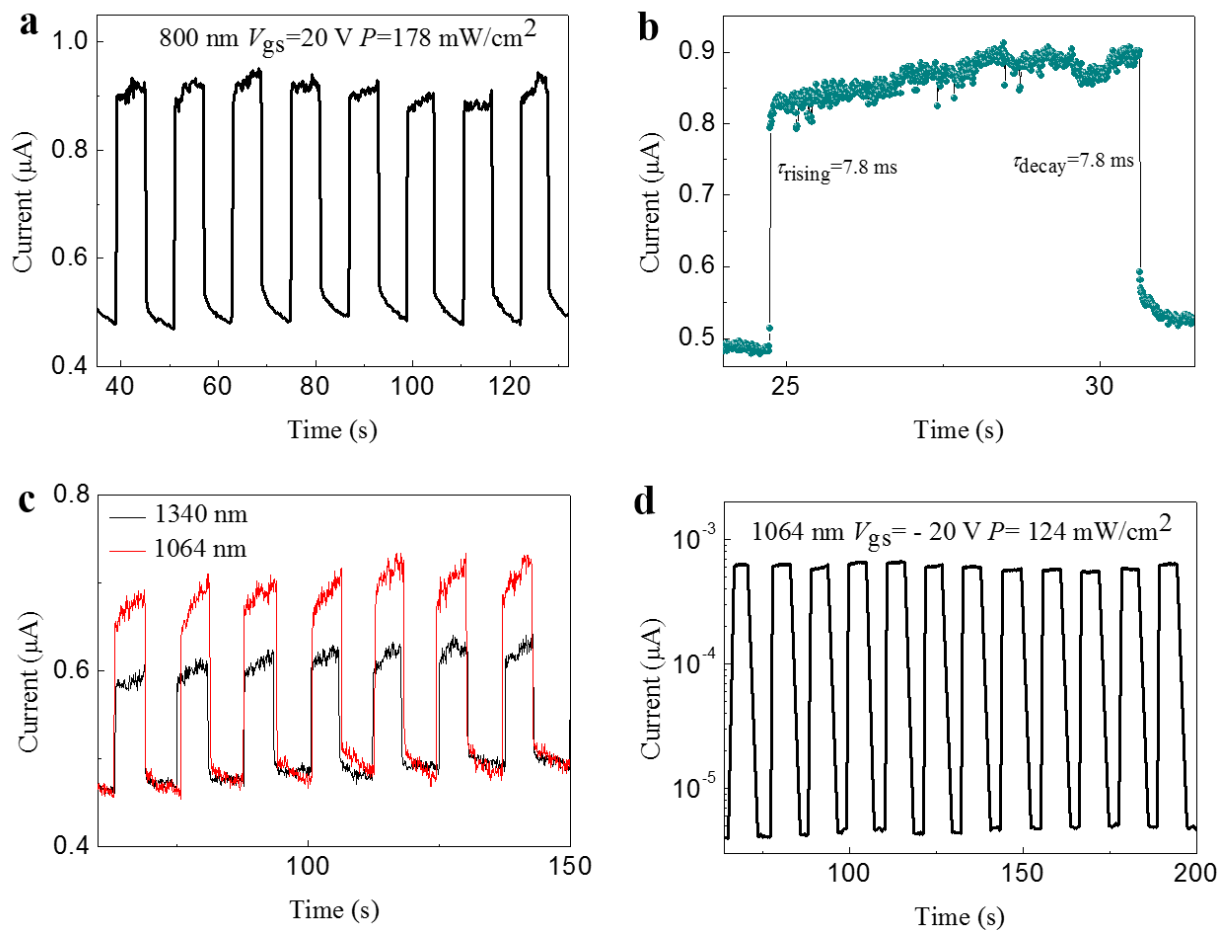 a
800 nm Vgs=20 V P=178 mW/cm2
1.0
0.8
0.6
0.4
Current (μA)
40
60
80
100
120
Time (s)
b
0.9
0.8
0.7
0.6
0.5
Current (μA)
τrising=7.8 ms
τdecay=7.8 ms
25
30
Time (s)
c
1340 nm
1064 nm
0.8
0.6
0.4
Current (μA)
100
150
Time (s)
d
1064 nm Vgs= - 20 V P= 124 mW/cm2
10-3
10-4
10-5
Current (μA)
100
150
200
Time (s)